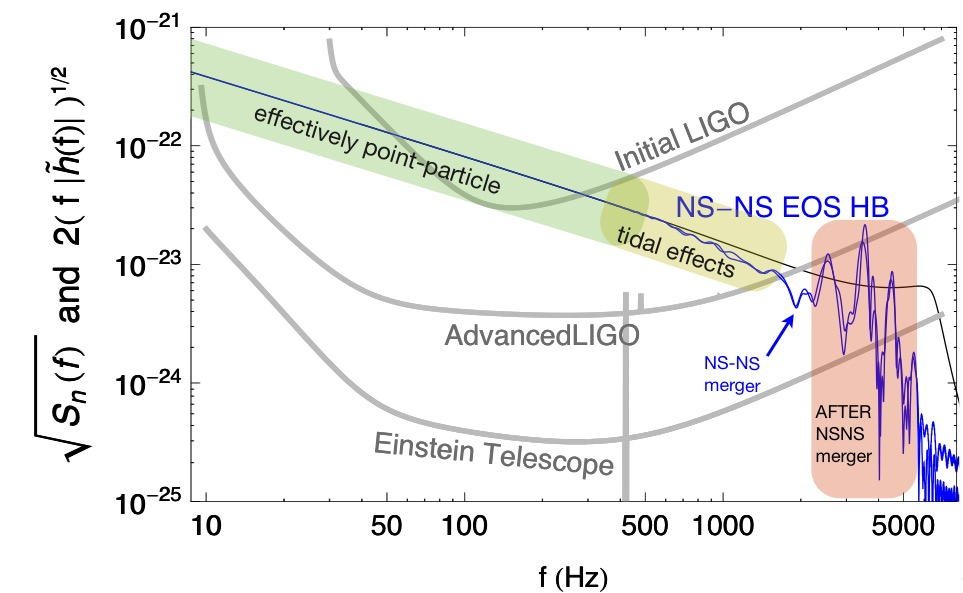 10⁻²¹
10⁻²²
10⁻²³
10⁻²⁴
10⁻²⁵
√Sₙ(f) and 2( f |h̃(f)| )^1/2
effectively point-particle
Initial LIGO
NS−NS EOS HB
tidal effects
AdvancedLIGO
NS-NS
merger
AFTER
NSNS
merger
Einstein Telescope
10 50 100 500 1000 5000
f (Hz)